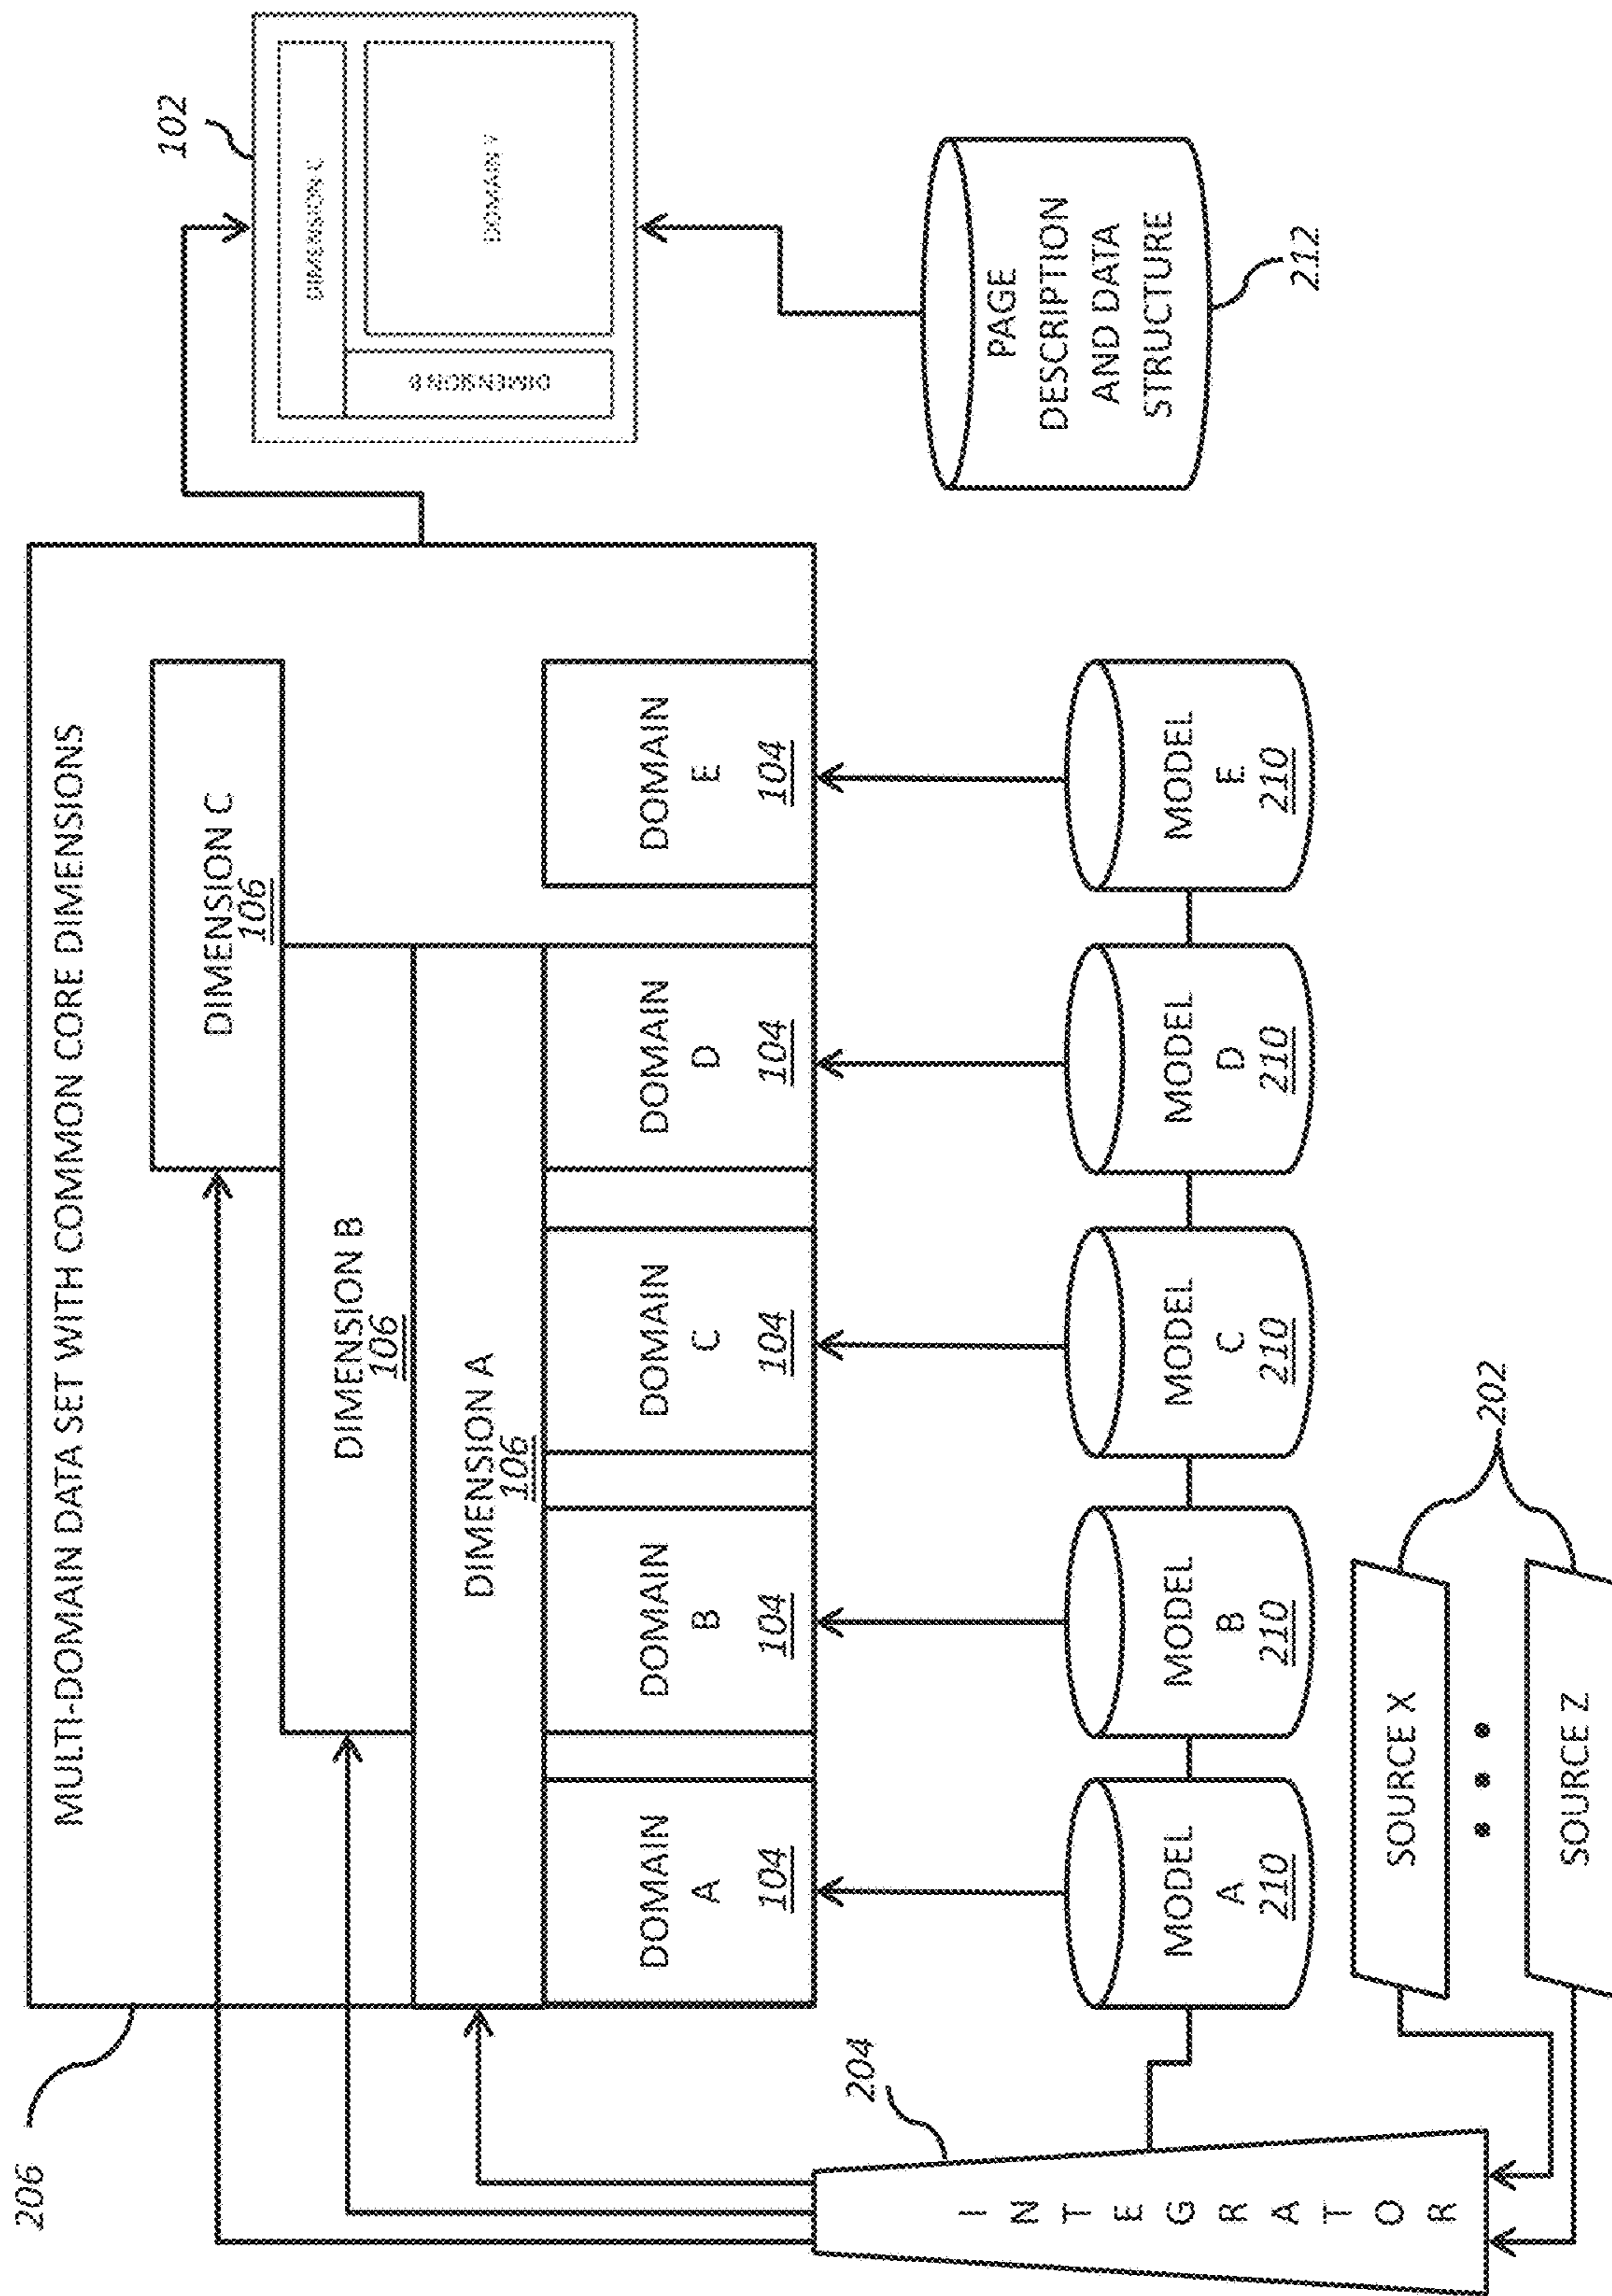 206
MULTI-DOMAIN DATA SET WITH COMMON CORE DIMENSIONS
102
DIMENSION C
106
DIMENSION C
DIMENSION B
106
DIMENSION B
DOMAIN
DIMENSION A
106
DOMAIN
A
104
DOMAIN
B
104
DOMAIN
C
104
DOMAIN
D
104
DOMAIN
E
104
204
INTEGRATOR
MODEL
A
210
MODEL
B
210
MODEL
C
210
MODEL
D
210
MODEL
E
210
PAGE
DESCRIPTION
AND DATA
STRUCTURE
212
SOURCE X
• • •
SOURCE Z
202